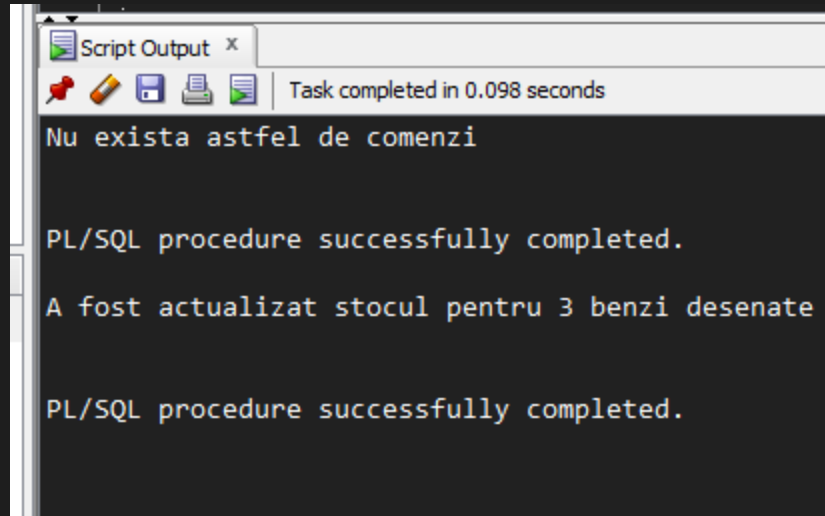 Script Output x
Task completed in 0.098 seconds
Nu exista astfel de comenzi
PL/SQL procedure successfully completed.
A fost actualizat stocul pentru 3 benzi desenate
PL/SQL procedure successfully completed.